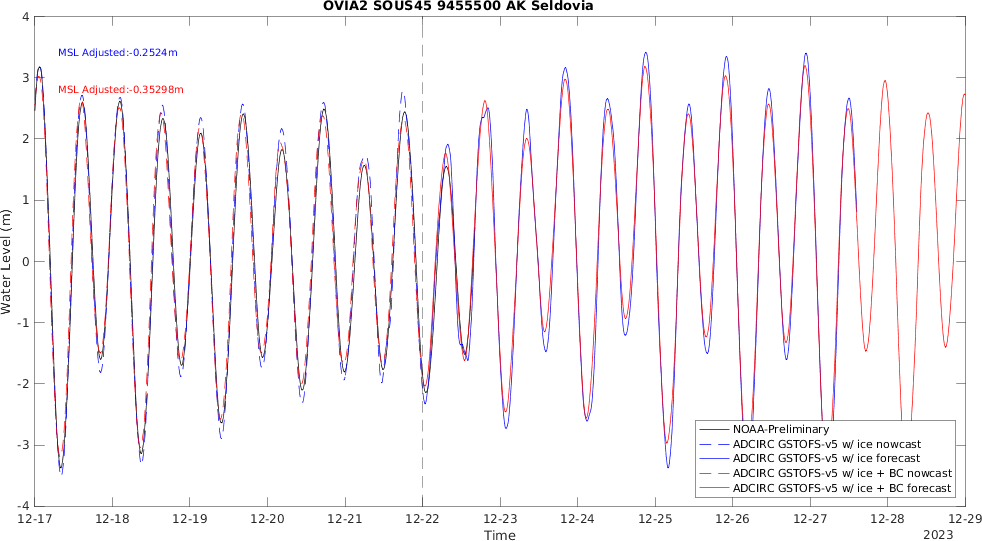 OVIA2 SOUS45 9455500 AK Seldovia
MSL Adjusted:-0.2524m
MSL Adjusted:-0.35298m
Water Level (m)
4
3
2
1
0
-1
-2
-3
-4
NOAA-Preliminary
ADCIRC GSTOFS-v5 w/ ice nowcast
ADCIRC GSTOFS-v5 w/ ice forecast
ADCIRC GSTOFS-v5 w/ ice + BC nowcast
ADCIRC GSTOFS-v5 w/ ice + BC forecast
12-17 12-18 12-19 12-20 12-21 12-22 12-23 12-24 12-25 12-26 12-27 12-28 12-29
Time
2023